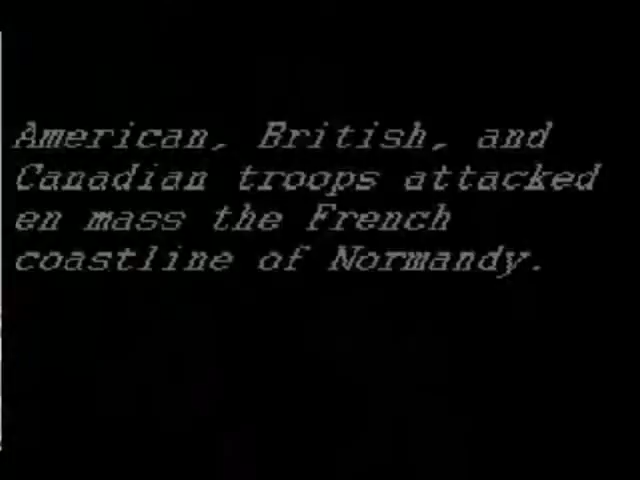 American, British, and
Canadian troops attacked
en mass the French
coastline of Normandy.